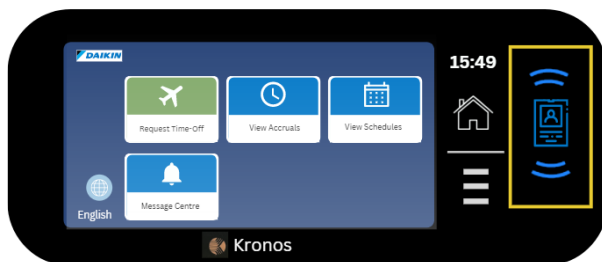 DAIKIN
15:49
Request Time-Off
View Accruals
View Schedules
Message Centre
English
Kronos